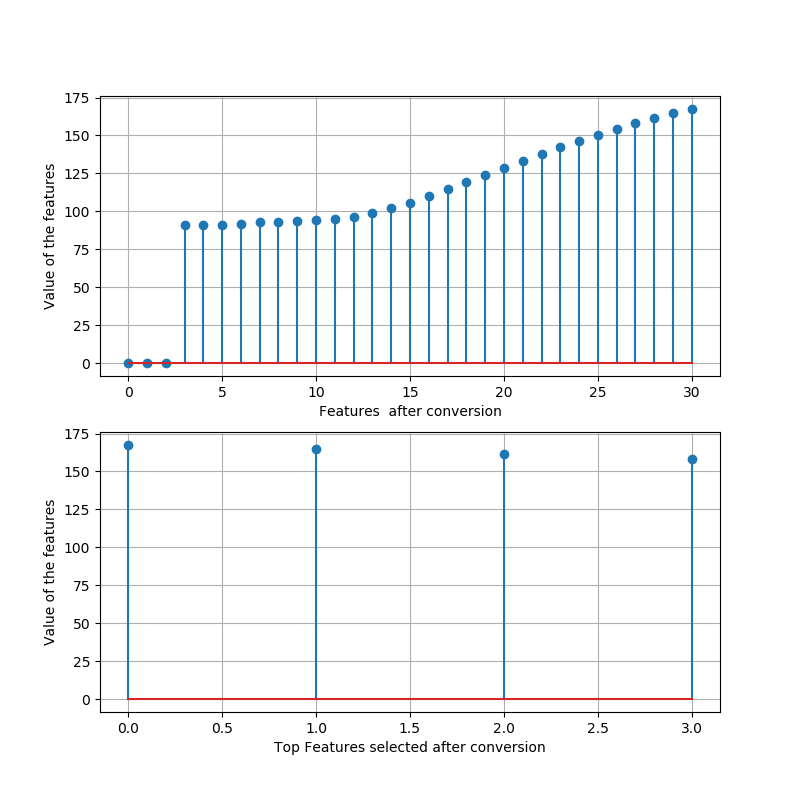 175
150
125
100
75
50
25
0
Value of the features
0 5 10 15 20 25 30
Features  after conversion
175
150
125
100
75
50
25
0
Value of the features
0.0 0.5 1.0 1.5 2.0 2.5 3.0
Top Features selected after conversion